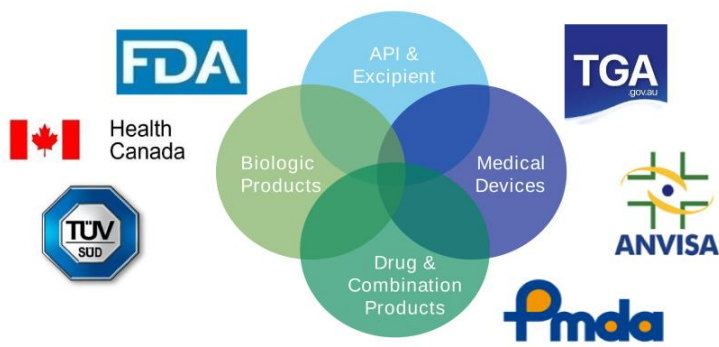 FDA
API &
Excipient
TGA
.gov.au
Health
Canada
Biologic
Products
Medical
Devices
TÜV
SÜD
ANVISA
Drug &
Combination
Products
Pmda